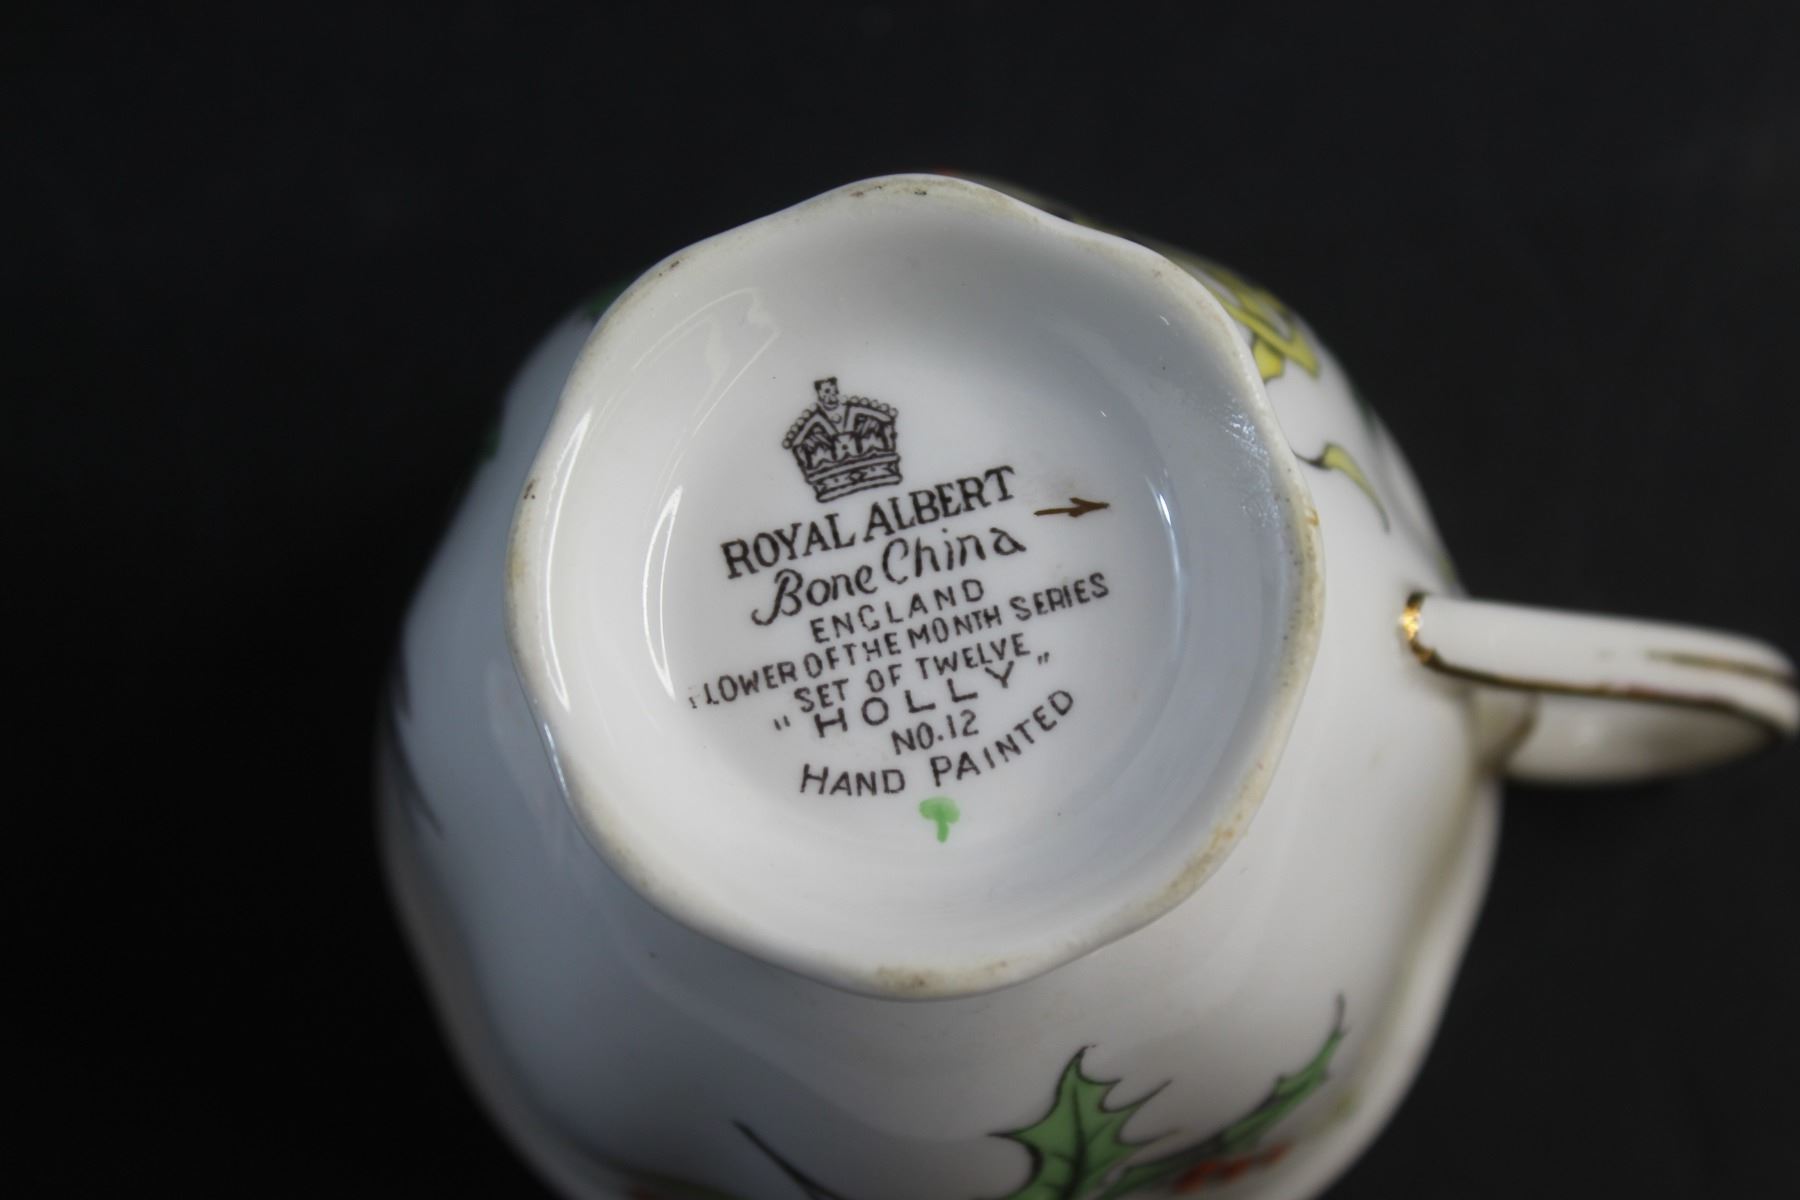 ROYAL ALBERT
Bone China
ENGLAND
FLOWER OF THE MONTH SERIES
SET OF TWELVE
"HOLLY"
NO.12
HAND PAINTED